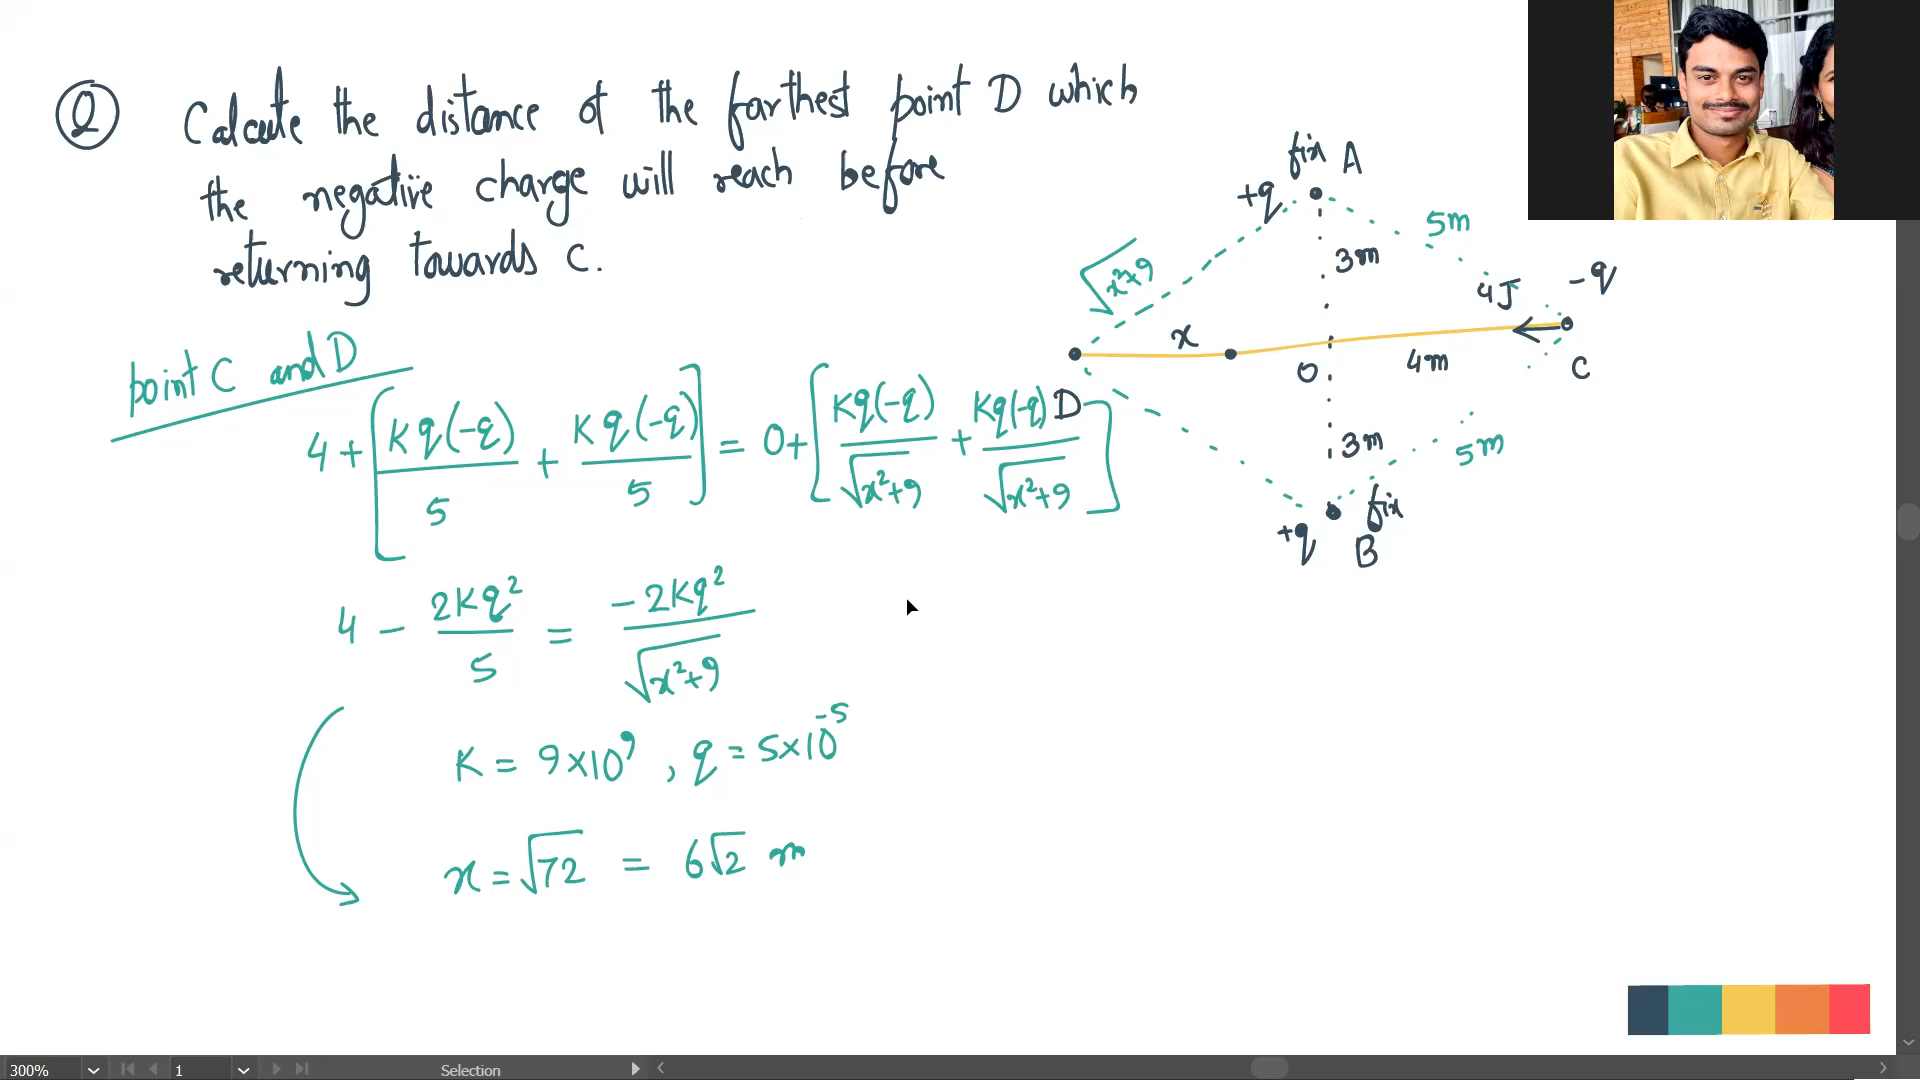 Q Calcute the distance of the farthest point D which
the negative charge will reach before
returning towards C.
point C and D
4 + [Kq(-q)/5 + Kq(-q)/5] = 0 + [Kq(-q)/√x²+9 + Kq(-q)/√x²+9]
4 - 2Kq²/5 = -2Kq²/√x²+9
K = 9×10⁹ , q = 5×10⁻⁵
x = √72 = 6√2 m
fix A
+q
5m
3m
√x²+9
4J
-q
x
O
4m
C
D
3m
5m
+q
fix
B
300%
1
Selection